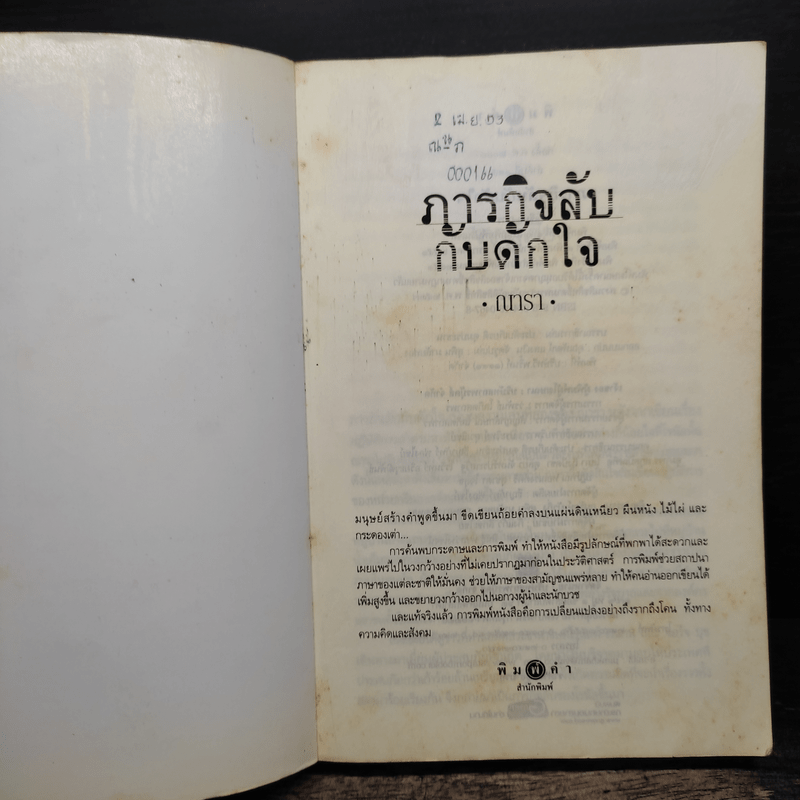 2 เม.ย. 53
ณ น ก
000166
ภารกิจลับ
กับดักใจ
• ณารา •
มนุษย์สร้างคำพูดขึ้นมา ขีดเขียนถ้อยคำลงบนแผ่นดินเหนียว ผืนหนัง ไม้ไผ่ และ
กระดองเต่า...
การค้นพบกระดาษและการพิมพ์ ทำให้หนังสือมีรูปลักษณ์ที่พกพาได้สะดวกและ
เผยแพร่ไปในวงกว้างอย่างที่ไม่เคยปรากฏมาก่อนในประวัติศาสตร์ การพิมพ์ช่วยสถาปนา
ภาษาของแต่ละชาติให้มั่นคง ช่วยให้ภาษาของสามัญชนแพร่หลาย ทำให้คนอ่านออกเขียนได้
เพิ่มสูงขึ้น และขยายวงกว้างออกไปนอกวงผู้นำและนักบวช
และแท้จริงแล้ว การพิมพ์หนังสือคือการเปลี่ยนแปลงอย่างถึงรากถึงโคน ทั้งทาง
ความคิดและสังคม
พิมพ์คำ
สำนักพิมพ์